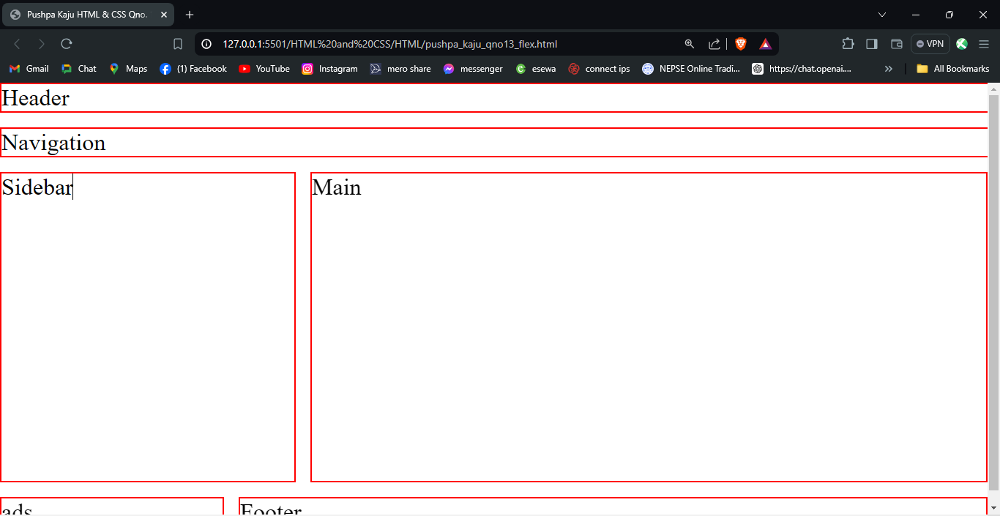 Pushpa Kaju HTML & CSS Qno.
127.0.0.1:5501/HTML%20and%20CSS/HTML/pushpa_kaju_qno13_flex.html
VPN
Gmail Chat Maps (1) Facebook YouTube Instagram mero share messenger esewa connect ips NEPSE Online Tradi... https://chat.openai.... All Bookmarks
Header
Navigation
Sidebar Main
ads Footer